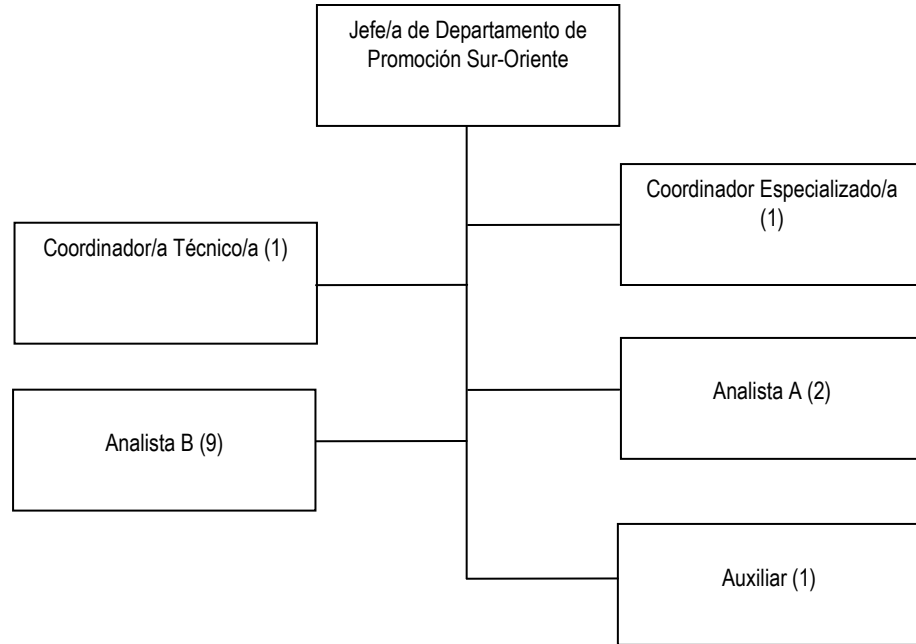 Jefe/a de Departamento de
Promoción Sur-Oriente
Coordinador Especializado/a
(1)
Coordinador/a Técnico/a (1)
Analista A (2)
Analista B (9)
Auxiliar (1)